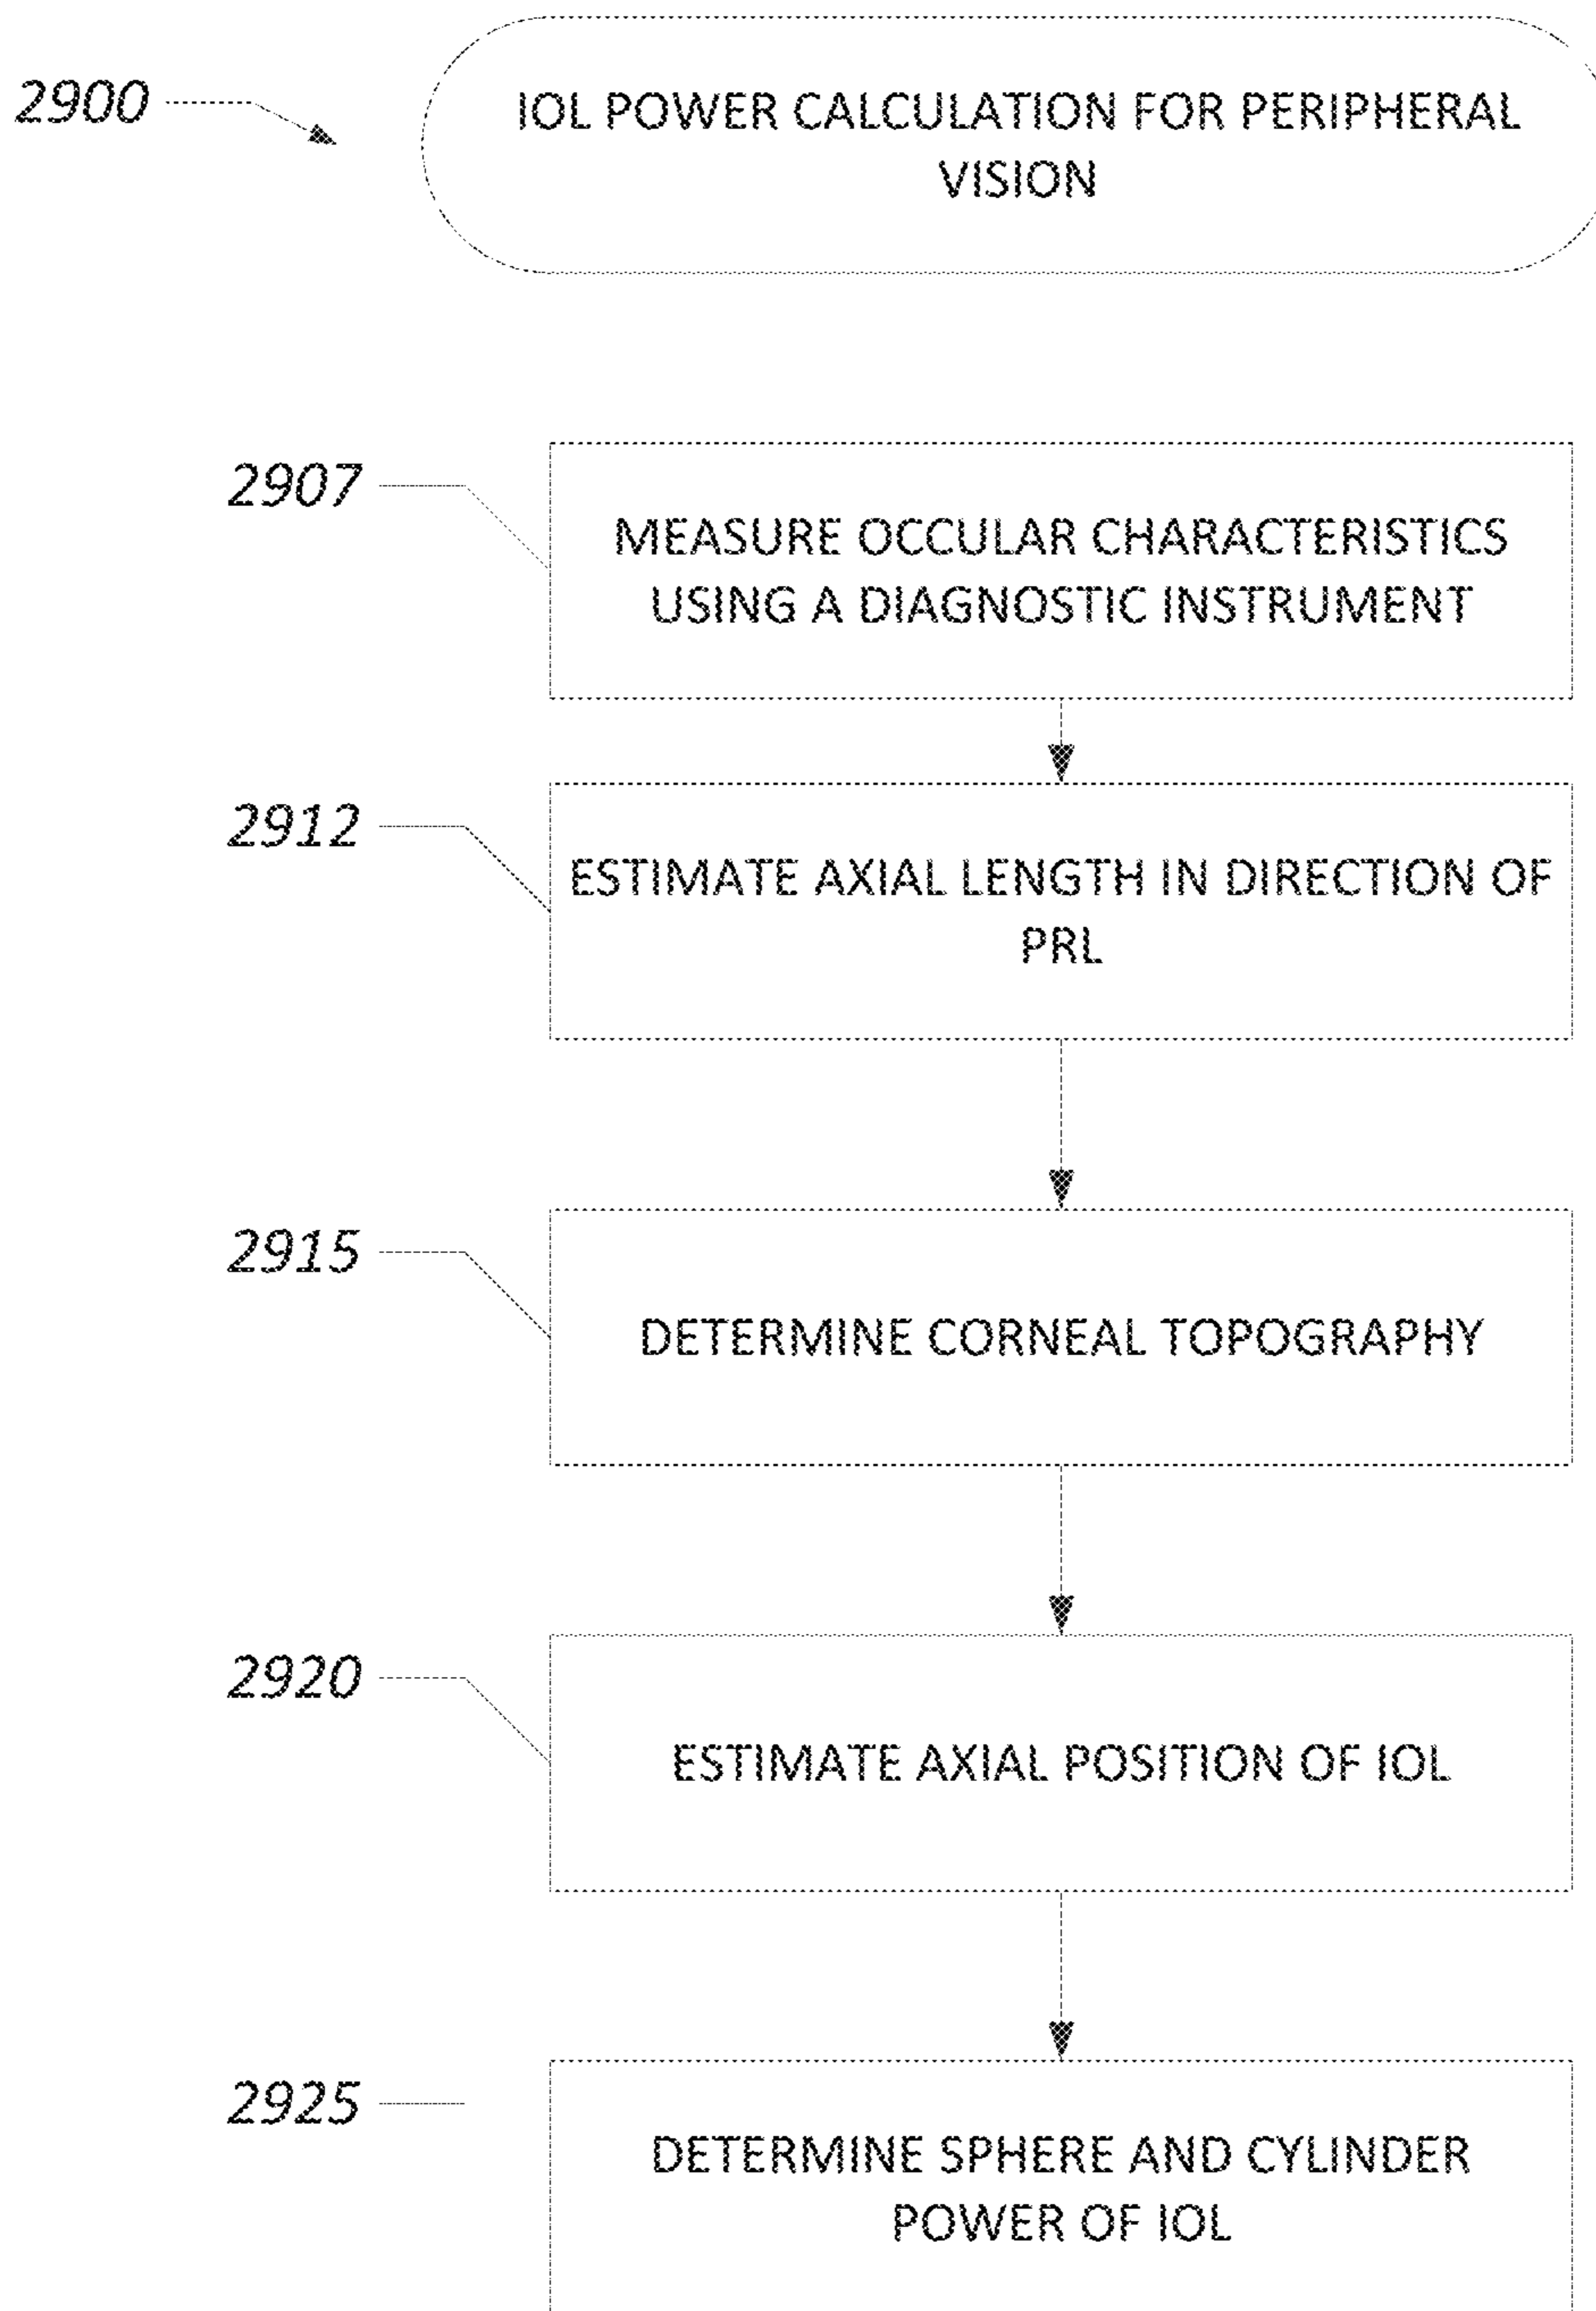 2900
IOL POWER CALCULATION FOR PERIPHERAL
VISION
2907
MEASURE OCCULAR CHARACTERISTICS
USING A DIAGNOSTIC INSTRUMENT
2912
ESTIMATE AXIAL LENGTH IN DIRECTION OF
PRL
2915
DETERMINE CORNEAL TOPOGRAPHY
2920
ESTIMATE AXIAL POSITION OF IOL
2925
DETERMINE SPHERE AND CYLINDER
POWER OF IOL